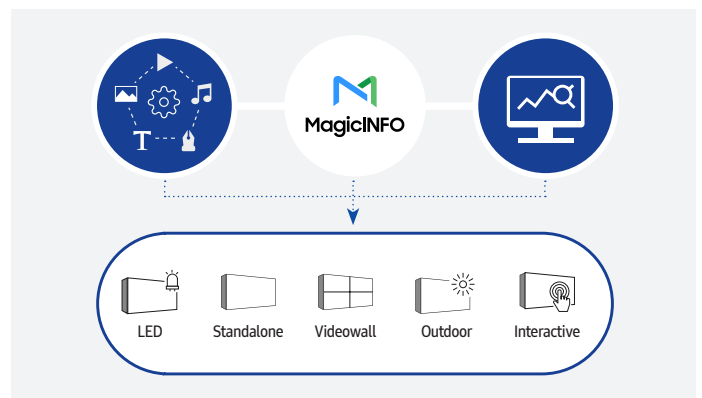 T
MagicINFO
LED
Standalone
Videowall
Outdoor
Interactive